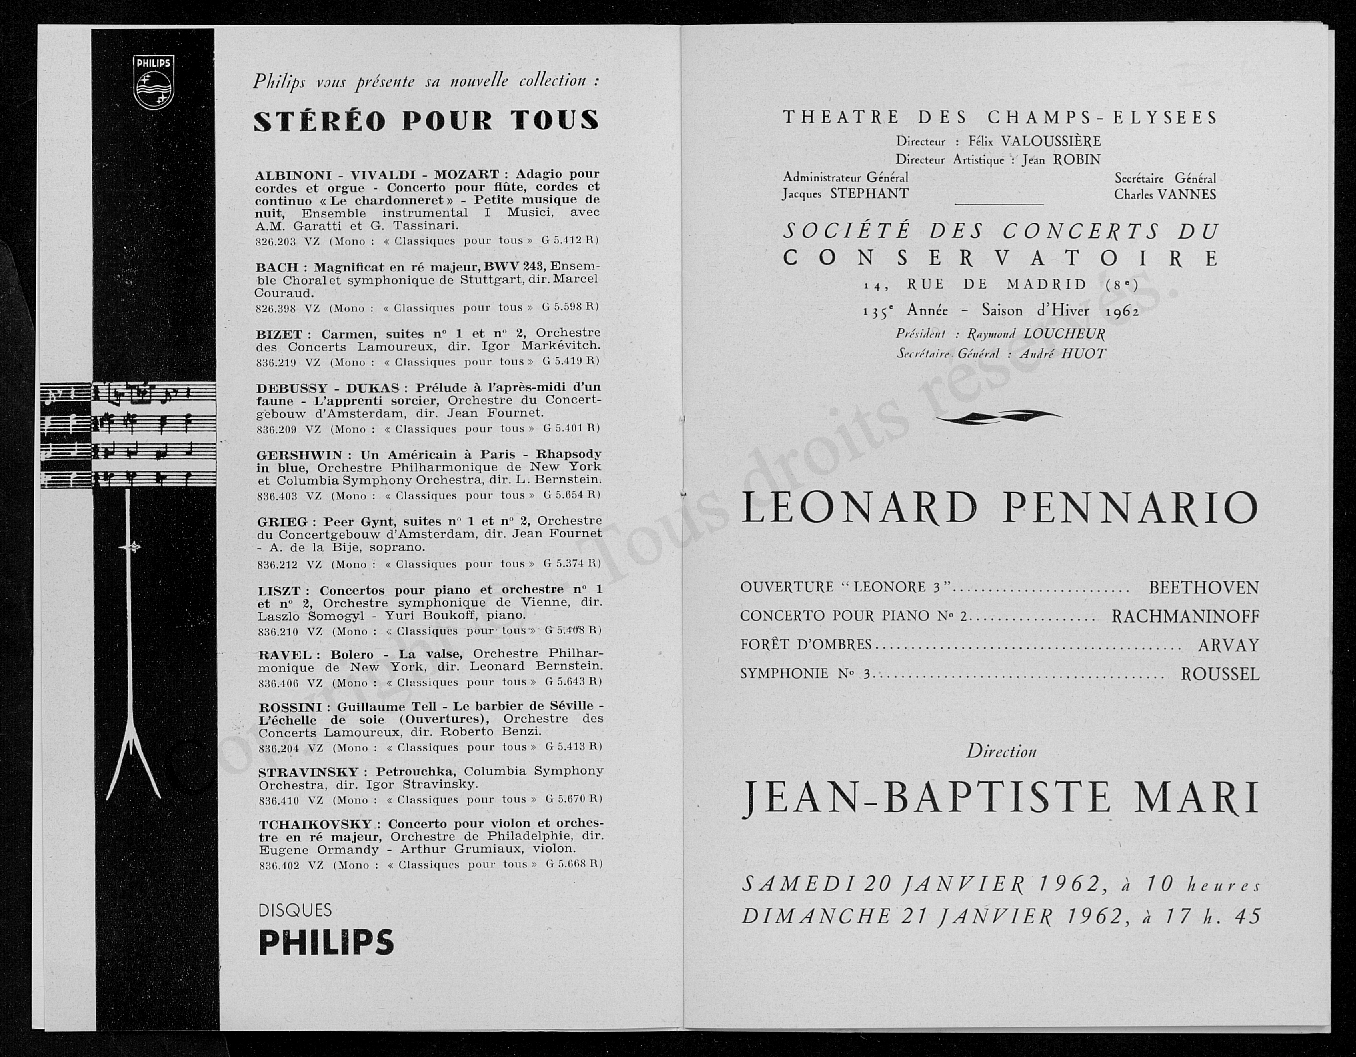 PHILIPS
Philips vous présente sa nouvelle collection :
STÉRÉO POUR TOUS
ALBINONI - VIVALDI - MOZART : Adagio pour
cordes et orgue - Concerto pour flûte, cordes et
continuo « Le chardonneret » - Petite musique de
nuit, Ensemble instrumental I Musici, avec
A.M. Garatti et G. Tassinari.
826.203 VZ (Mono : « Classiques pour tous » G 5.412 R)
BACH : Magnificat en ré majeur, BWV 243, Ensem-
ble Choral et symphonique de Stuttgart, dir. Marcel
Couraud.
826.398 VZ (Mono : « Classiques pour tous » G 5.598 R)
BIZET : Carmen, suites n° 1 et n° 2, Orchestre
des Concerts Lamoureux, dir. Igor Markévitch.
836.219 VZ (Mono : « Classiques pour tous » G 5.419 R)
DEBUSSY - DUKAS : Prélude à l'après-midi d'un
faune - L'apprenti sorcier, Orchestre du Concert-
gebouw d'Amsterdam, dir. Jean Fournet.
836.209 VZ (Mono : « Classiques pour tous » G 5.401 R)
GERSHWIN : Un Américain à Paris - Rhapsody
in blue, Orchestre Philharmonique de New York
et Columbia Symphony Orchestra, dir. L. Bernstein.
836.403 VZ (Mono : « Classiques pour tous » G 5.654 R)
GRIEG : Peer Gynt, suites n° 1 et n° 2, Orchestre
du Concertgebouw d'Amsterdam, dir. Jean Fournet
- A. de la Bije, soprano.
836.212 VZ (Mono : « Classiques pour tous » G 5.374 R)
LISZT : Concertos pour piano et orchestre n° 1
et n° 2, Orchestre symphonique de Vienne, dir.
Laszlo Somogyl - Yuri Boukoff, piano.
836.210 VZ (Mono : « Classiques pour tous » G 5.408 R)
RAVEL : Bolero - La valse, Orchestre Philhar-
monique de New York, dir. Leonard Bernstein.
836.406 VZ (Mono : « Classiques pour tous » G 5.643 R)
ROSSINI : Guillaume Tell - Le barbier de Séville -
L'échelle de soie (Ouvertures), Orchestre des
Concerts Lamoureux, dir. Roberto Benzi.
836.204 VZ (Mono : « Classiques pour tous » G 5.413 R)
STRAVINSKY : Petrouchka, Columbia Symphony
Orchestra, dir. Igor Stravinsky.
836.410 VZ (Mono : « Classiques pour tous » G 5.670 R)
TCHAIKOVSKY : Concerto pour violon et orches-
tre en ré majeur, Orchestre de Philadelphie, dir.
Eugene Ormandy - Arthur Grumiaux, violon.
836.402 VZ (Mono : « Classiques pour tous » G 5.668 R)
DISQUES
PHILIPS
THEATRE DES CHAMPS-ELYSEES
Directeur : Félix VALOUSSIÈRE
Directeur Artistique : Jean ROBIN
Administrateur Général Secrétaire Général
Jacques STEPHANT Charles VANNES
SOCIÉTÉ DES CONCERTS DU
CONSERVATOIRE
14, RUE DE MADRID (8e)
135e Année - Saison d'Hiver 1962
Président : Raymond LOUCHEUR
Secrétaire Général : André HUOT
LEONARD PENNARIO
OUVERTURE "LEONORE 3"........................ BEETHOVEN
CONCERTO POUR PIANO No 2.................. RACHMANINOFF
FORÊT D'OMBRES.......................................... ARVAY
SYMPHONIE No 3........................................ ROUSSEL
Direction
JEAN-BAPTISTE MARI
SAMEDI 20 JANVIER 1962, à 10 heures
DIMANCHE 21 JANVIER 1962, à 17 h. 45
Copyright - Tous droits réservés.